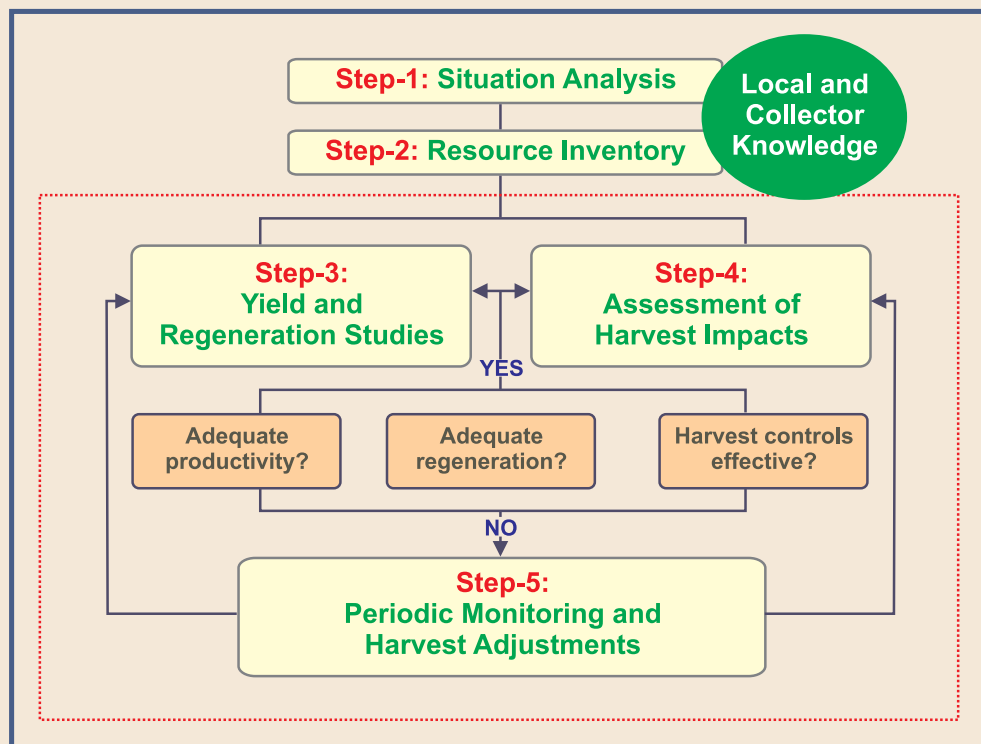 Step-1: Situation Analysis
Local and
Collector
Knowledge
Step-2: Resource Inventory
Step-3:
Yield and
Regeneration Studies
Step-4:
Assessment of
Harvest Impacts
YES
Adequate
productivity?
Adequate
regeneration?
Harvest controls
effective?
NO
Step-5:
Periodic Monitoring and
Harvest Adjustments